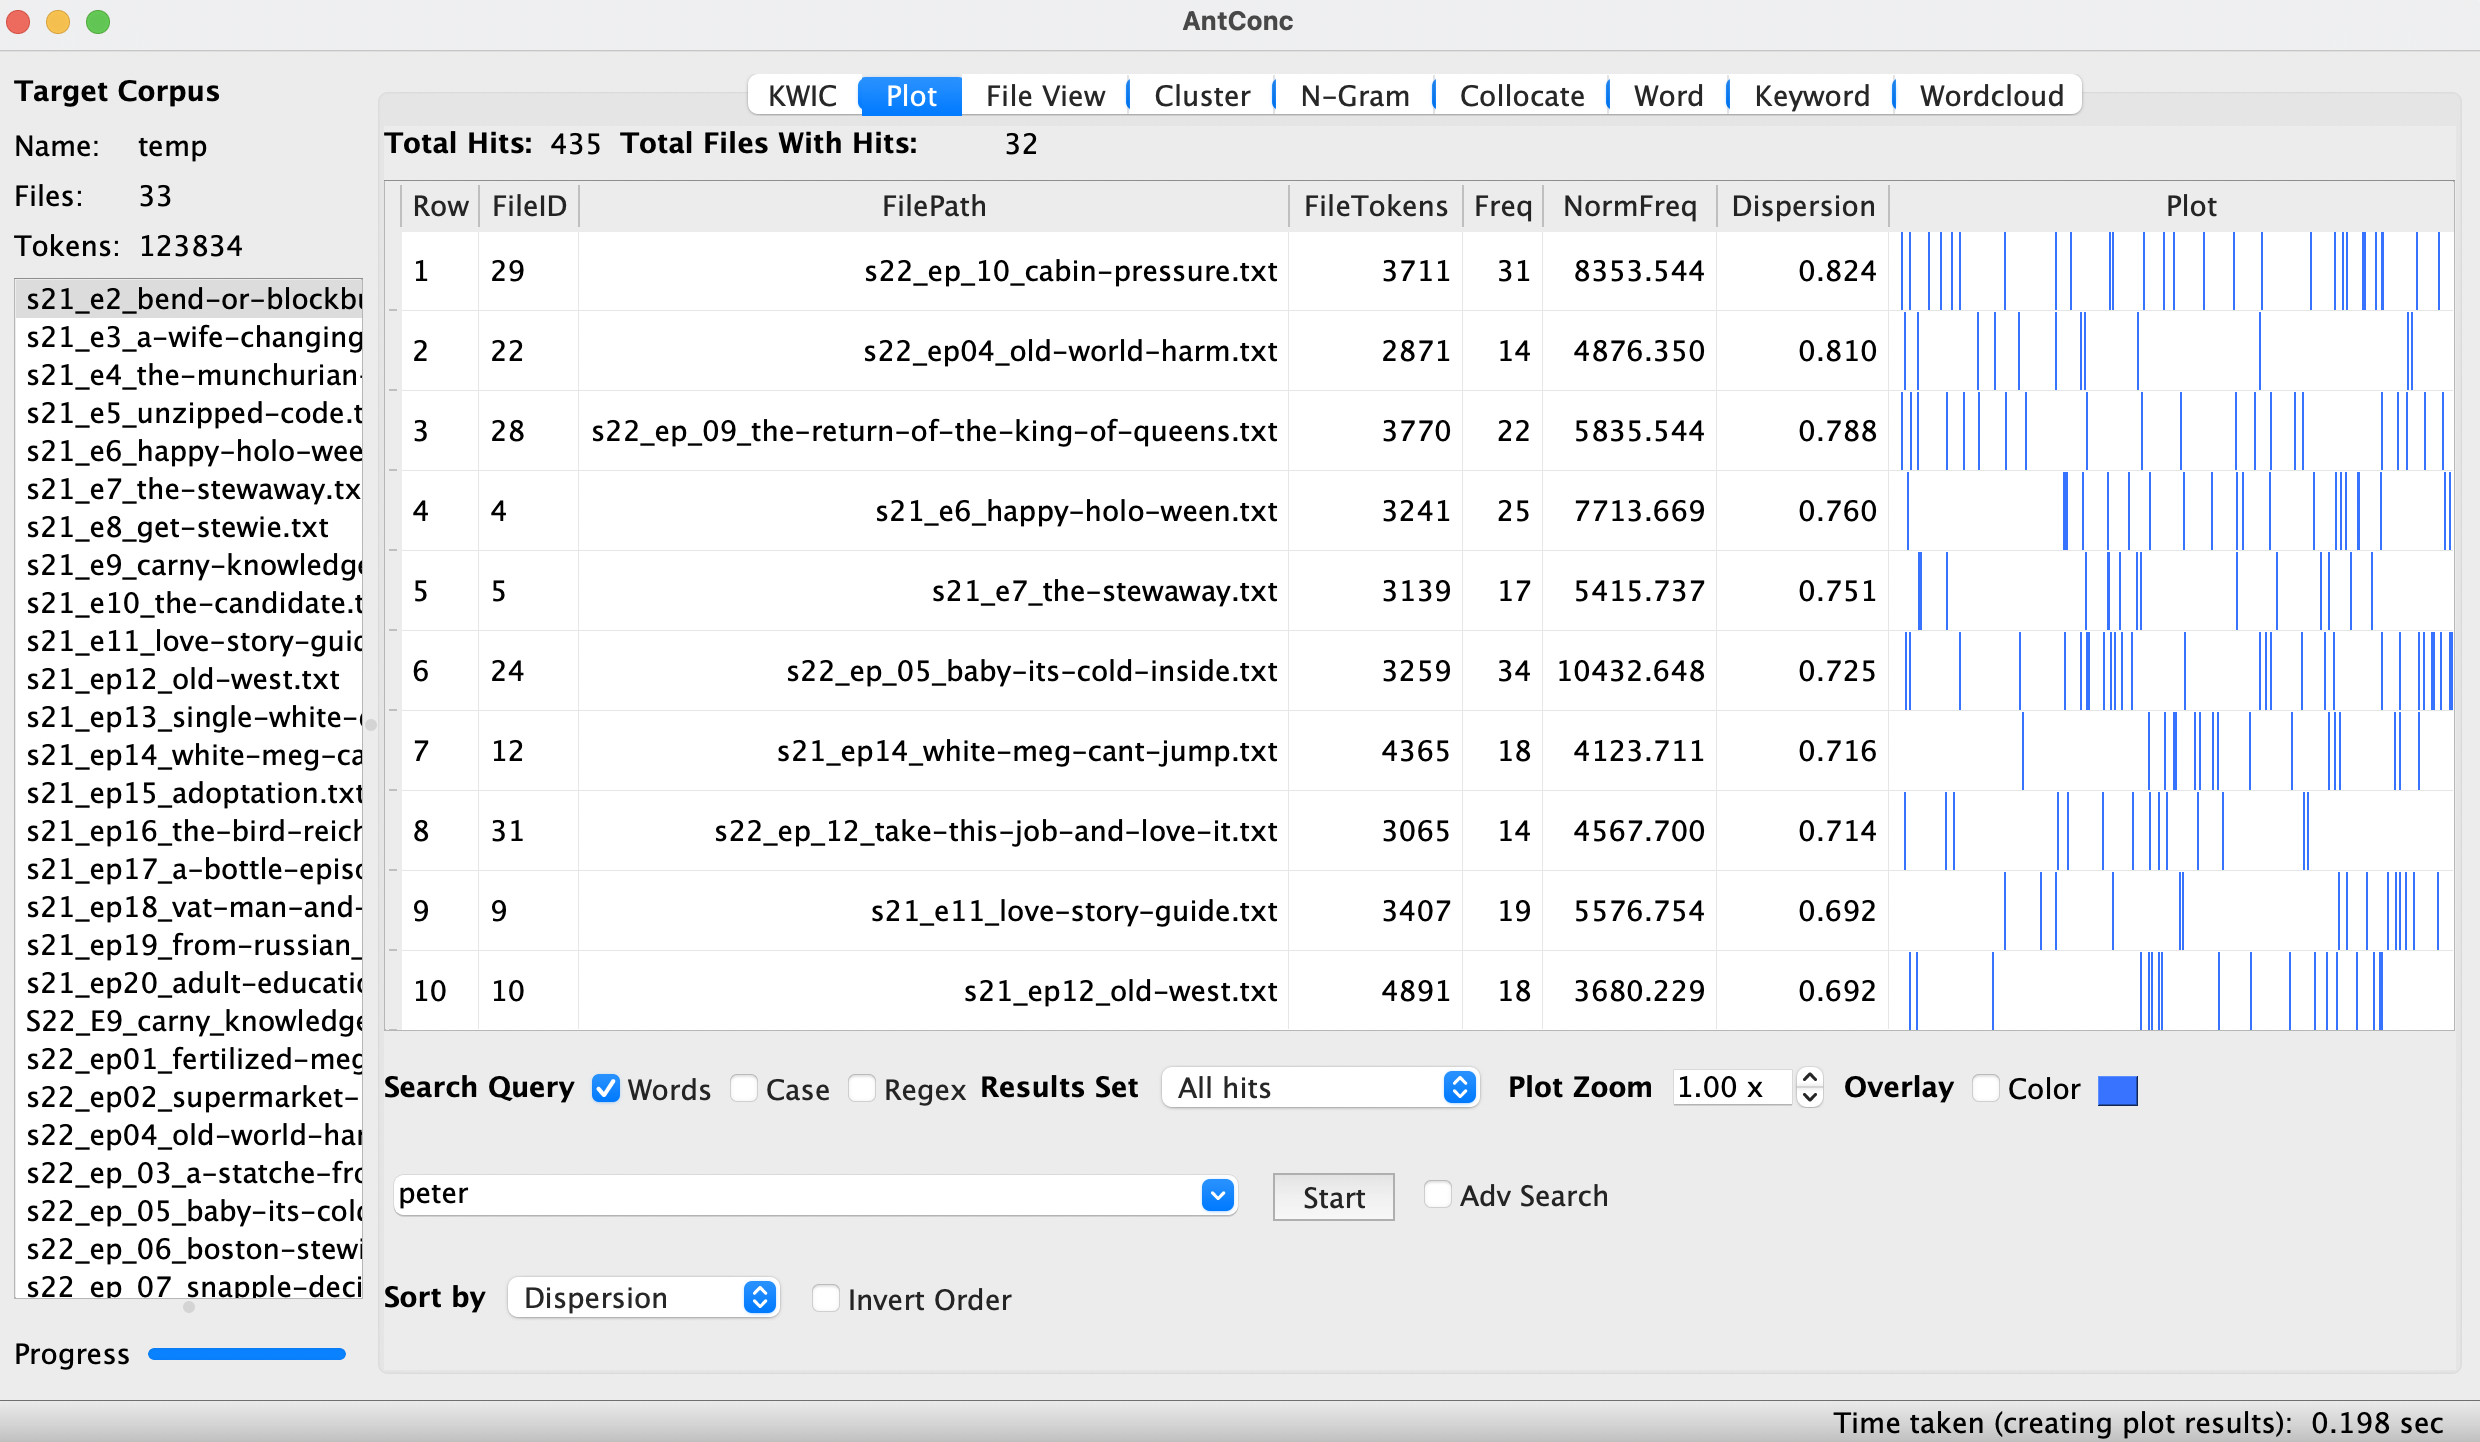 AntConc
Target Corpus
Name: temp
Files: 33
Tokens: 123834
s21_e2_bend-or-blockbu
s21_e3_a-wife-changing
s21_e4_the-munchurian-
s21_e5_unzipped-code.t
s21_e6_happy-holo-wee
s21_e7_the-stewaway.tx
s21_e8_get-stewie.txt
s21_e9_carny-knowledge
s21_e10_the-candidate.t
s21_e11_love-story-guid
s21_ep12_old-west.txt
s21_ep13_single-white-d
s21_ep14_white-meg-ca
s21_ep15_adoptation.txt
s21_ep16_the-bird-reich
s21_ep17_a-bottle-episo
s21_ep18_vat-man-and-
s21_ep19_from-russian_
s21_ep20_adult-educatio
S22_E9_carny_knowledge
s22_ep01_fertilized-meg
s22_ep02_supermarket-
s22_ep04_old-world-har
s22_ep_03_a-statche-fro
s22_ep_05_baby-its-cold
s22_ep_06_boston-stewi
s22_ep_07_snapple-deci
Progress
KWIC Plot File View Cluster N-Gram Collocate Word Keyword Wordcloud
Total Hits: 435 Total Files With Hits: 32
Row FileID FilePath FileTokens Freq NormFreq Dispersion Plot
1 29 s22_ep_10_cabin-pressure.txt 3711 31 8353.544 0.824
2 22 s22_ep04_old-world-harm.txt 2871 14 4876.350 0.810
3 28 s22_ep_09_the-return-of-the-king-of-queens.txt 3770 22 5835.544 0.788
4 4 s21_e6_happy-holo-ween.txt 3241 25 7713.669 0.760
5 5 s21_e7_the-stewaway.txt 3139 17 5415.737 0.751
6 24 s22_ep_05_baby-its-cold-inside.txt 3259 34 10432.648 0.725
7 12 s21_ep14_white-meg-cant-jump.txt 4365 18 4123.711 0.716
8 31 s22_ep_12_take-this-job-and-love-it.txt 3065 14 4567.700 0.714
9 9 s21_e11_love-story-guide.txt 3407 19 5576.754 0.692
10 10 s21_ep12_old-west.txt 4891 18 3680.229 0.692
Search Query Words Case Regex Results Set All hits Plot Zoom 1.00 x Overlay Color
peter Start Adv Search
Sort by Dispersion Invert Order
Time taken (creating plot results): 0.198 sec